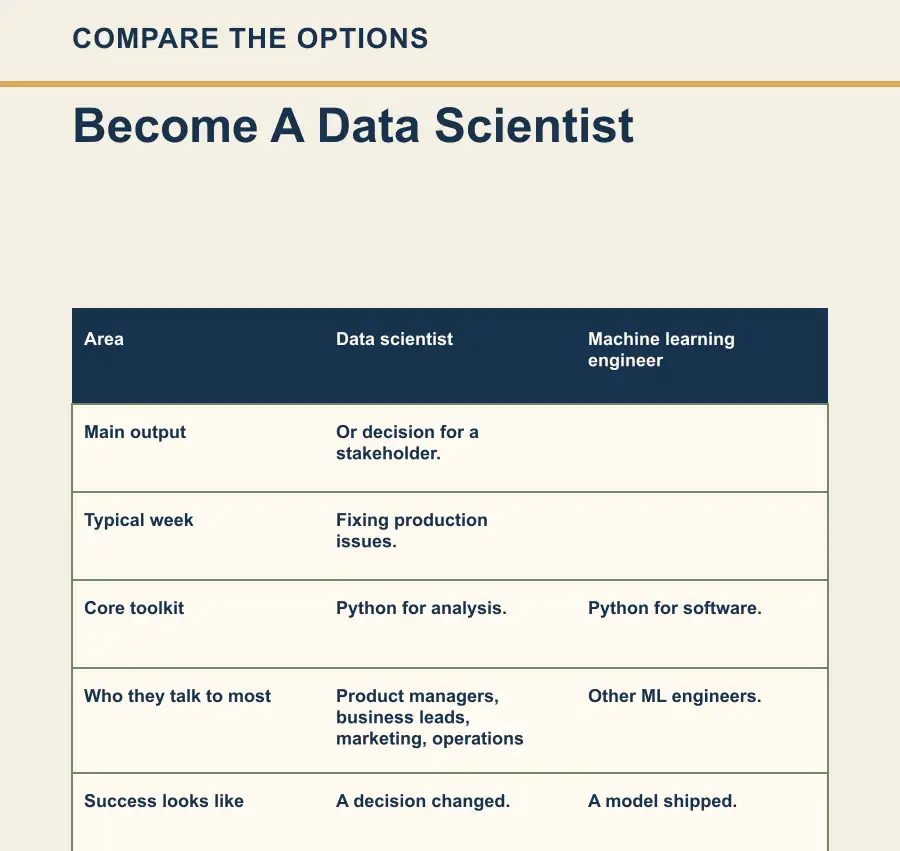 COMPARE THE OPTIONS
Become A Data Scientist
Area
Data scientist
Machine learning
engineer
Main output
Or decision for a
stakeholder.
Typical week
Fixing production
issues.
Core toolkit
Python for analysis.
Python for software.
Who they talk to most
Product managers,
business leads,
marketing, operations
Other ML engineers.
Success looks like
A decision changed.
A model shipped.